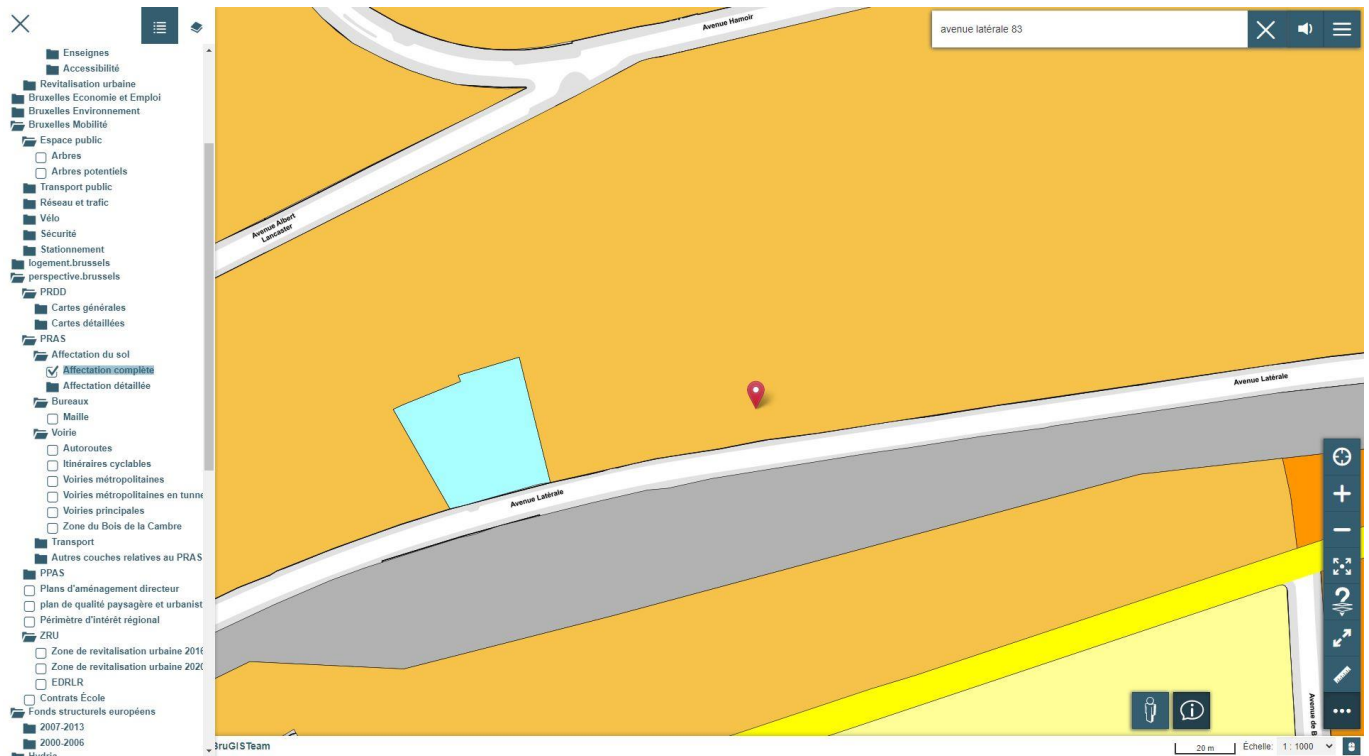 Enseignes
Accessibilité
Revitalisation urbaine
Bruxelles Economie et Emploi
Bruxelles Environnement
Bruxelles Mobilité
Espace public
Arbres
Arbres potentiels
Transport public
Réseau et trafic
Vélo
Sécurité
Stationnement
logement.brussels
perspective.brussels
PRDD
Cartes générales
Cartes détaillées
PRAS
Affectation du sol
Affectation complète
Affectation détaillée
Bureaux
Maille
Voirie
Autoroutes
Itinéraires cyclables
Voiries métropolitaines
Voiries métropolitaines en tunne
Voiries principales
Zone du Bois de la Cambre
Transport
Autres couches relatives au PRAS
PPAS
Plans d'aménagement directeur
plan de qualité paysagère et urbanist
Périmètre d'intérêt régional
ZRU
Zone de revitalisation urbaine 2016
Zone de revitalisation urbaine 2020
EDRLR
Contrats École
Fonds structurels européens
2007-2013
2000-2006
Hydria
avenue latérale 83
Avenue Hamoir
Avenue Albert
Lancaster
Avenue Latérale
Avenue Latérale
Avenue de B
BruGISTeam
20 m
Échelle: 1 : 1000